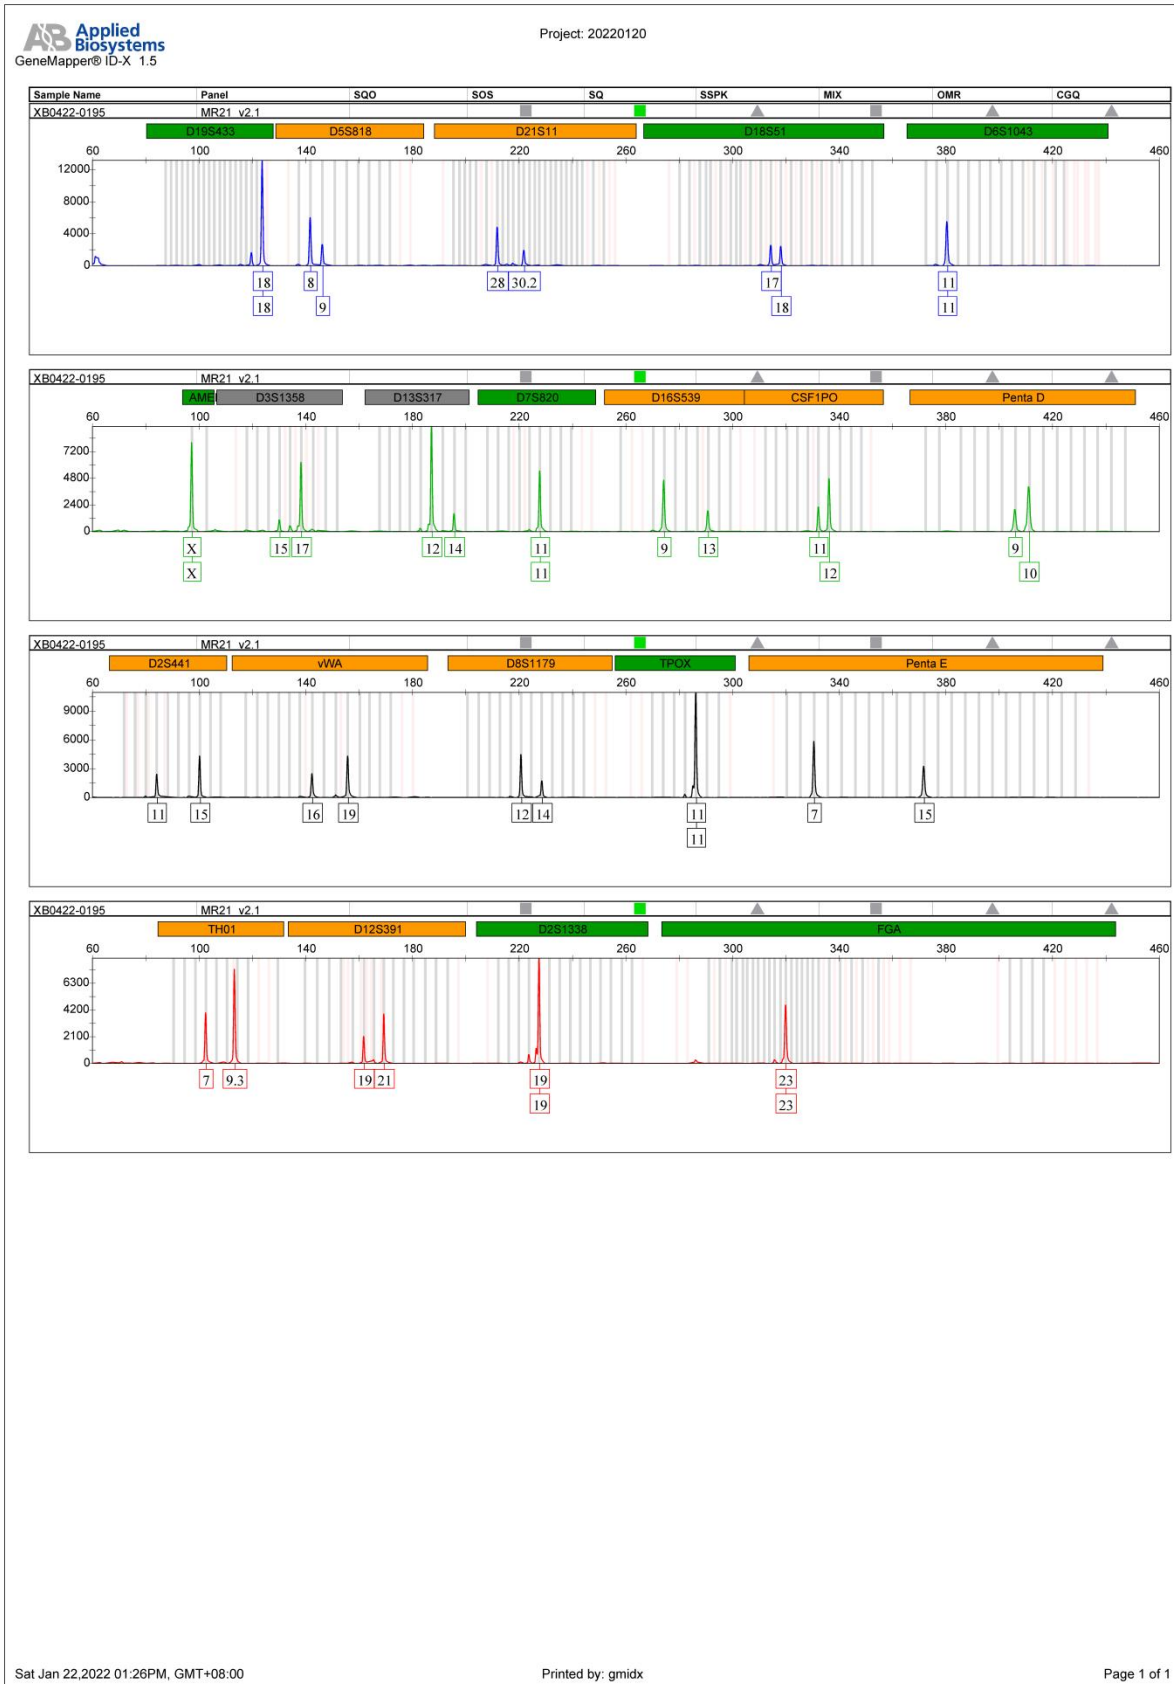 AB Applied
Biosystems
GeneMapper® ID-X 1.5
Project: 20220120
Sample Name Panel SQO SOS SQ SSPK MIX OMR CGQ
XB0422-0195 MR21_v2.1
D19S433 D5S818 D21S11 D18S51 D6S1043
60 100 140 180 220 260 300 340 380 420 460
12000
8000
4000
0
18 8 28 30.2 17 11
18 9 18 11
XB0422-0195 MR21_v2.1
AMEL D3S1358 D13S317 D7S820 D16S539 CSF1PO Penta D
60 100 140 180 220 260 300 340 380 420 460
7200
4800
2400
0
X 15 17 12 14 11 9 13 11 9
X 11 12 10
XB0422-0195 MR21_v2.1
D2S441 vWA D8S1179 TPOX Penta E
60 100 140 180 220 260 300 340 380 420 460
9000
6000
3000
0
11 15 16 19 12 14 11 7 15
11
XB0422-0195 MR21_v2.1
TH01 D12S391 D2S1338 FGA
60 100 140 180 220 260 300 340 380 420 460
6300
4200
2100
0
7 9.3 19 21 19 23
19 23
Sat Jan 22,2022 01:26PM, GMT+08:00 Printed by: gmidx Page 1 of 1